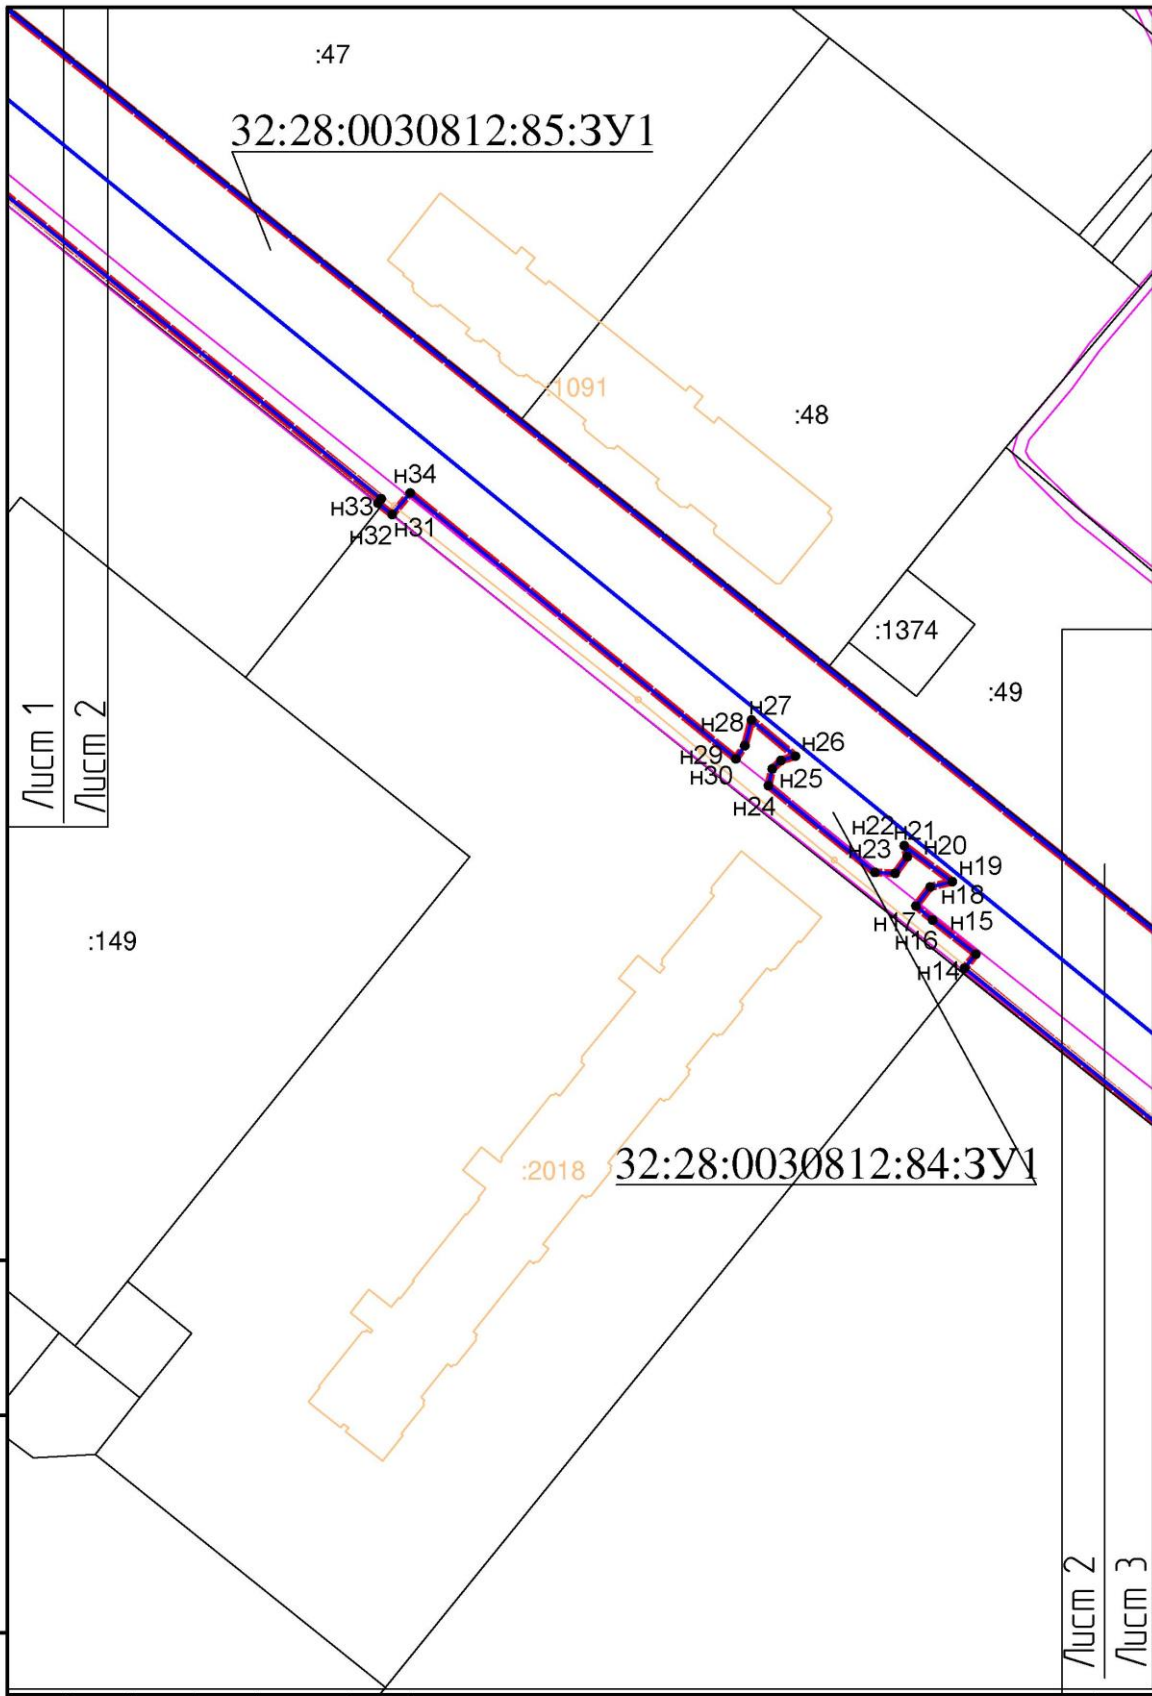 :47
32:28:0030812:85:ЗУ1
:1091
:48
н34
н33
н31
н32
:1374
:49
Лист 1
Лист 2
н27
н28
н26
н29
н30
н25
н24
н22
н21
н20
н23
н19
н18
н17
н15
н16
н14
:149
:2018
32:28:0030812:84:ЗУ1
Лист 2
Лист 3